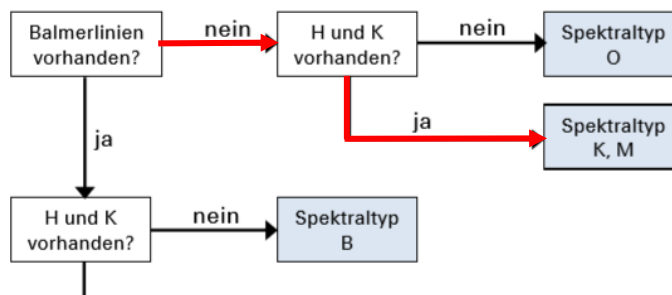 Balmerlinien
vorhanden?
nein
H und K
vorhanden?
nein
Spektraltyp
O
ja
Spektraltyp
K, M
ja
H und K
vorhanden?
nein
Spektraltyp
B